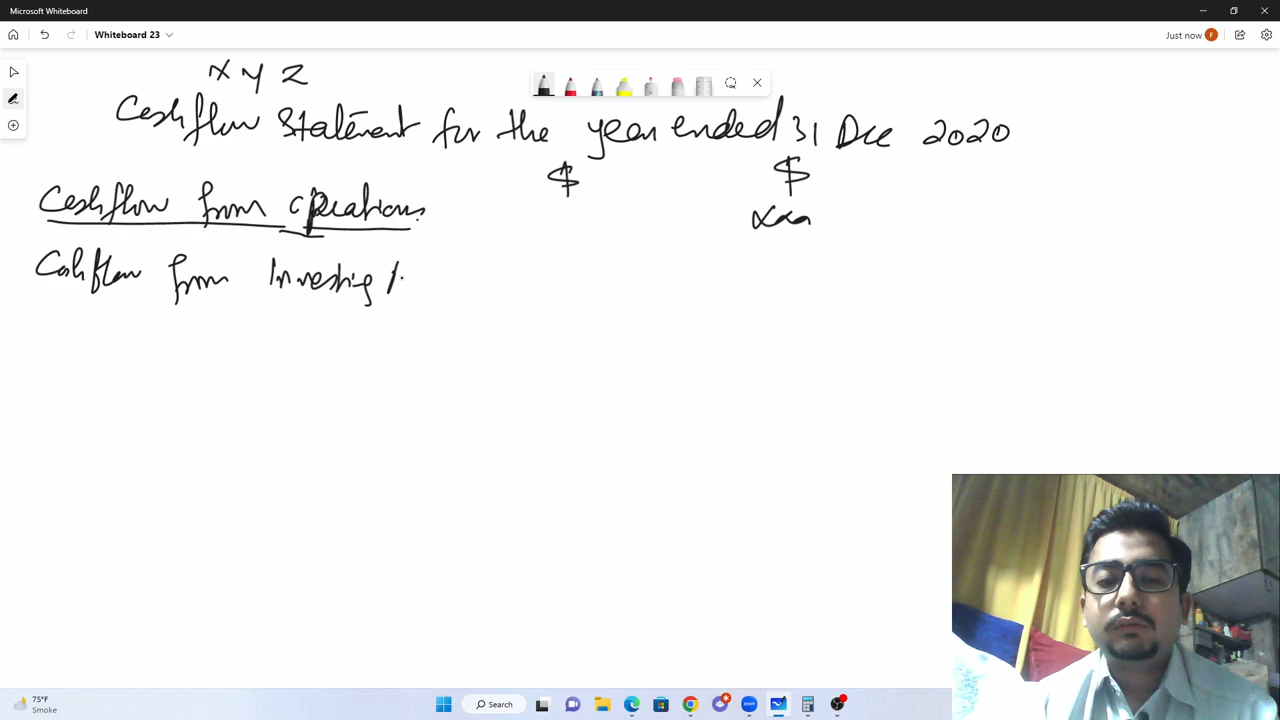 Microsoft Whiteboard
Whiteboard 23
Just now
F
X Y Z
Cashflow Statement for the year ended 31 Dec 2020
$ $
Cashflow from operations xxx
Cashflow from Investing
75°F
Smoke
Search